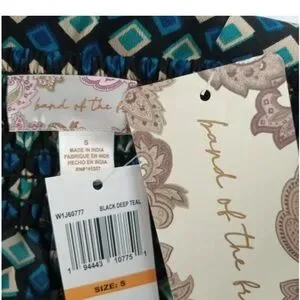 band of the
S
MADE IN INDIA
FABRIQUE EN INDE
HECHO EN INDIA
W1J60777
BLACK DEEP TEAL
1 94443 10775
SIZE: S
band of the